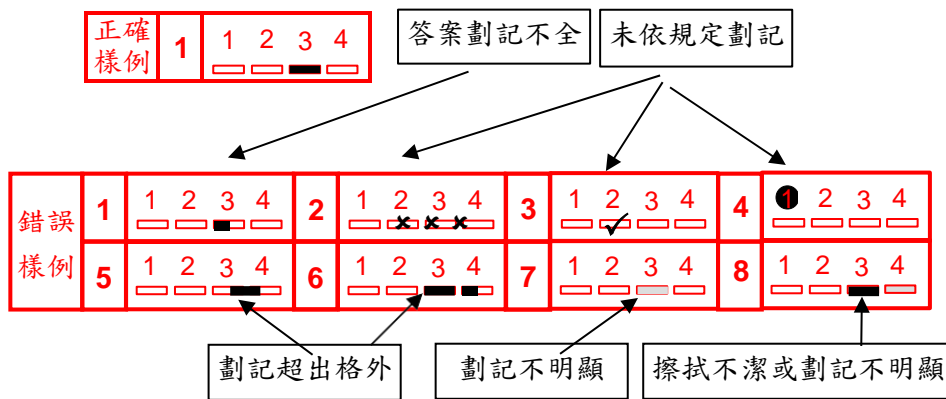 正確
樣例
1
1 2 3 4
答案劃記不全
未依規定劃記
錯誤
樣例
1
1 2 3 4
2
1 2 3 4
3
1 2 3 4
4
1 2 3 4
5
1 2 3 4
6
1 2 3 4
7
1 2 3 4
8
1 2 3 4
劃記超出格外
劃記不明顯
擦拭不潔或劃記不明顯